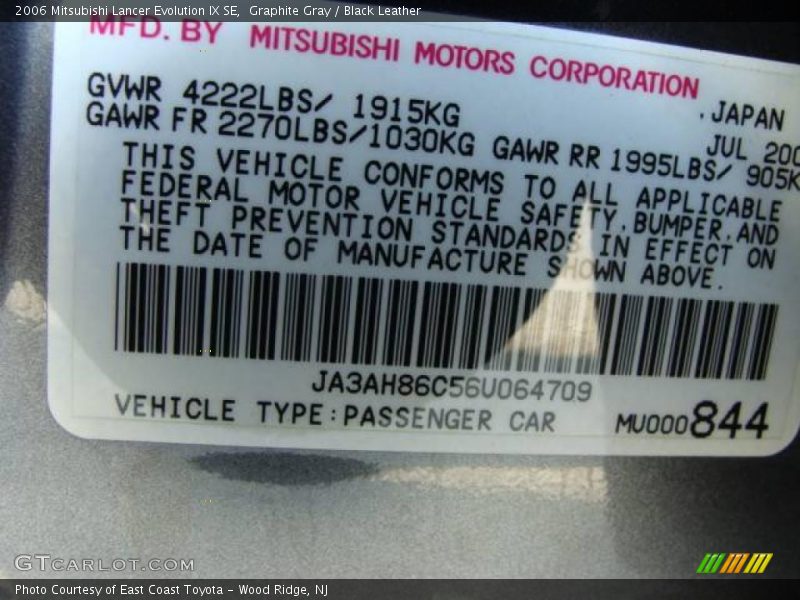 2006 Mitsubishi Lancer Evolution IX SE,  Graphite Gray / Black Leather
MFD. BY MITSUBISHI MOTORS CORPORATION
, JAPAN
GVWR 4222LBS/ 1915KG
JUL 200
GAWR FR 2270LBS/1030KG GAWR RR 1995LBS/ 905K
THIS VEHICLE CONFORMS TO ALL APPLICABLE
FEDERAL MOTOR VEHICLE SAFETY, BUMPER, AND
THEFT PREVENTION STANDARDS IN EFFECT ON
THE DATE OF MANUFACTURE SHOWN ABOVE.
JA3AH86C56U064709
VEHICLE TYPE: PASSENGER CAR
MU000844
GTcarlot.com
Photo Courtesy of East Coast Toyota – Wood Ridge, NJ